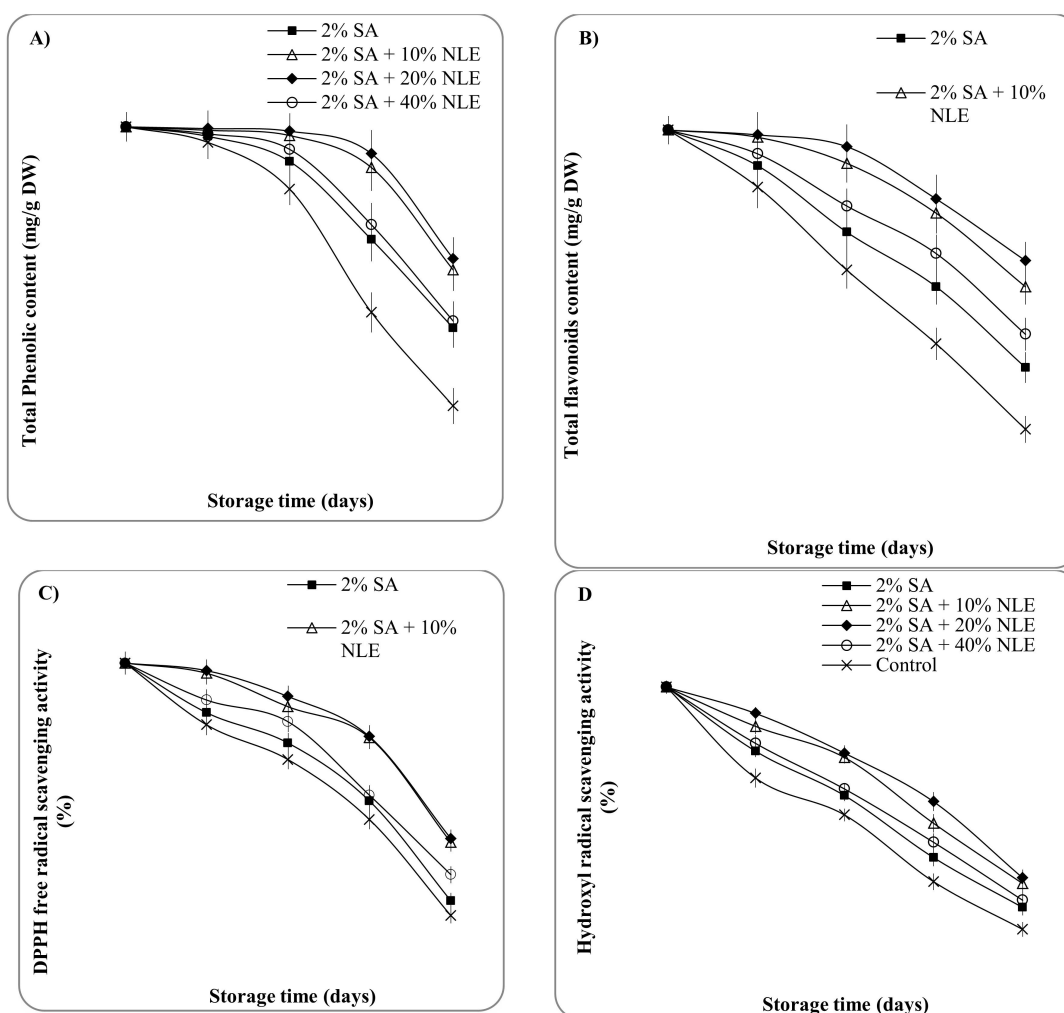 A)
2% SA
2% SA + 10% NLE
2% SA + 20% NLE
2% SA + 40% NLE
Total Phenolic content (mg/g DW)
Storage time (days)
B)
2% SA
2% SA + 10%
NLE
Total flavonoids content (mg/g DW)
Storage time (days)
C)
2% SA
2% SA + 10%
NLE
DPPH free radical scavenging activity
(%)
Storage time (days)
D
2% SA
2% SA + 10% NLE
2% SA + 20% NLE
2% SA + 40% NLE
Control
Hydroxyl radical scavenging activity
(%)
Storage time (days)